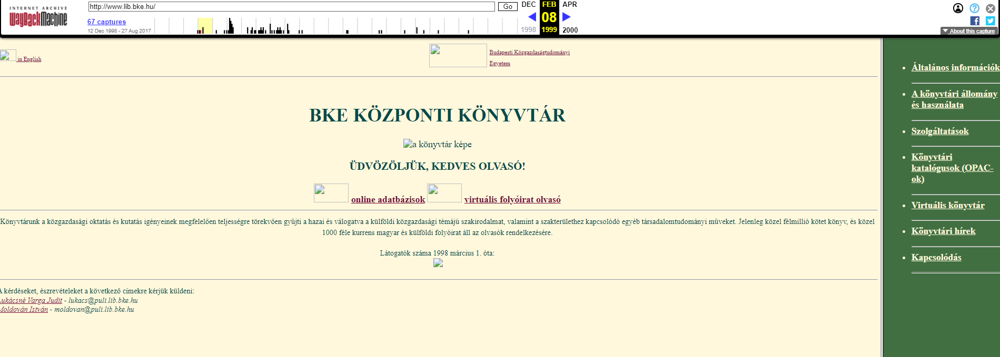 INTERNET ARCHIVE
WayBackMachine
http://www.lib.bke.hu/
Go
DEC FEB APR
67 captures
08
12 Dec 1998 - 27 Aug 2017
1998 1999 2000
About this capture
in English
Budapesti Közgazdaságtudományi
Egyetem
BKE KÖZPONTI KÖNYVTÁR
a könyvtár képe
ÜDVÖZÖLJÜK, KEDVES OLVASÓ!
online adatbázisok virtuális folyóirat olvasó
Könyvtárunk a közgazdasági oktatás és kutatás igényeinek megfelelően teljességre törekvően gyűjti a hazai és válogatva a külföldi közgazdasági témájú szakirodalmat, valamint a szakterülethez kapcsolódó egyéb társadalomtudományi műveket. Jelenleg közel félmillió kötet könyv, és közel
1000 féle kurrens magyar és külföldi folyóirat áll az olvasók rendelkezésére.
Látogatók száma 1998 március 1. óta:
A kérdéseket, észrevételeket a következô címekre kérjük küldeni:
Lukácsné Varga Judit - lukacs@puli.lib.bke.hu
Moldován István - moldovan@puli.lib.bke.hu
Általános információk
A könyvtári állomány
és használata
Szolgáltatások
Könyvtári
katalógusok (OPAC-
ok)
Virtuális könyvtár
Könyvtári hírek
Kapcsolódás